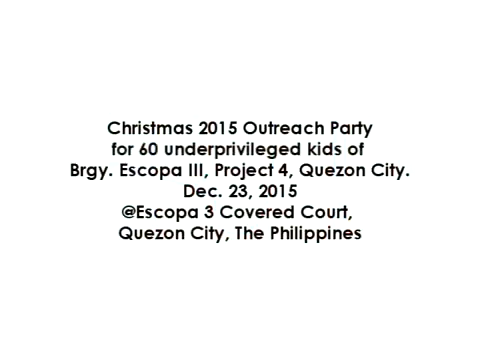 Christmas 2015 Outreach Party
for 60 underprivileged kids of
Brgy. Escopa III, Project 4, Quezon City.
Dec. 23, 2015
@Escopa 3 Covered Court,
Quezon City, The Philippines